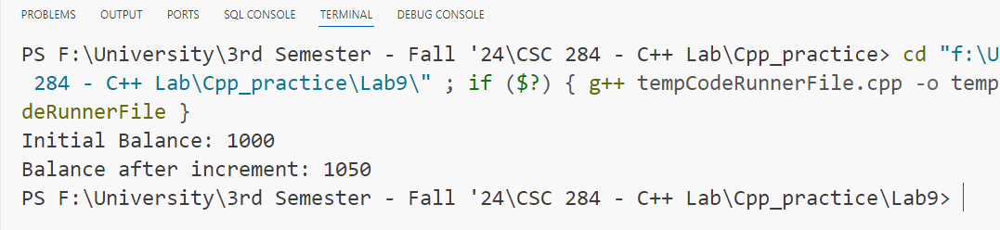 PROBLEMS OUTPUT PORTS SQL CONSOLE TERMINAL DEBUG CONSOLE
PS F:\University\3rd Semester - Fall '24\CSC 284 - C++ Lab\Cpp_practice> cd "f:\U
284 - C++ Lab\Cpp_practice\Lab9\" ; if ($?) { g++ tempCodeRunnerFile.cpp -o temp
deRunnerFile }
Initial Balance: 1000
Balance after increment: 1050
PS F:\University\3rd Semester - Fall '24\CSC 284 - C++ Lab\Cpp_practice\Lab9>